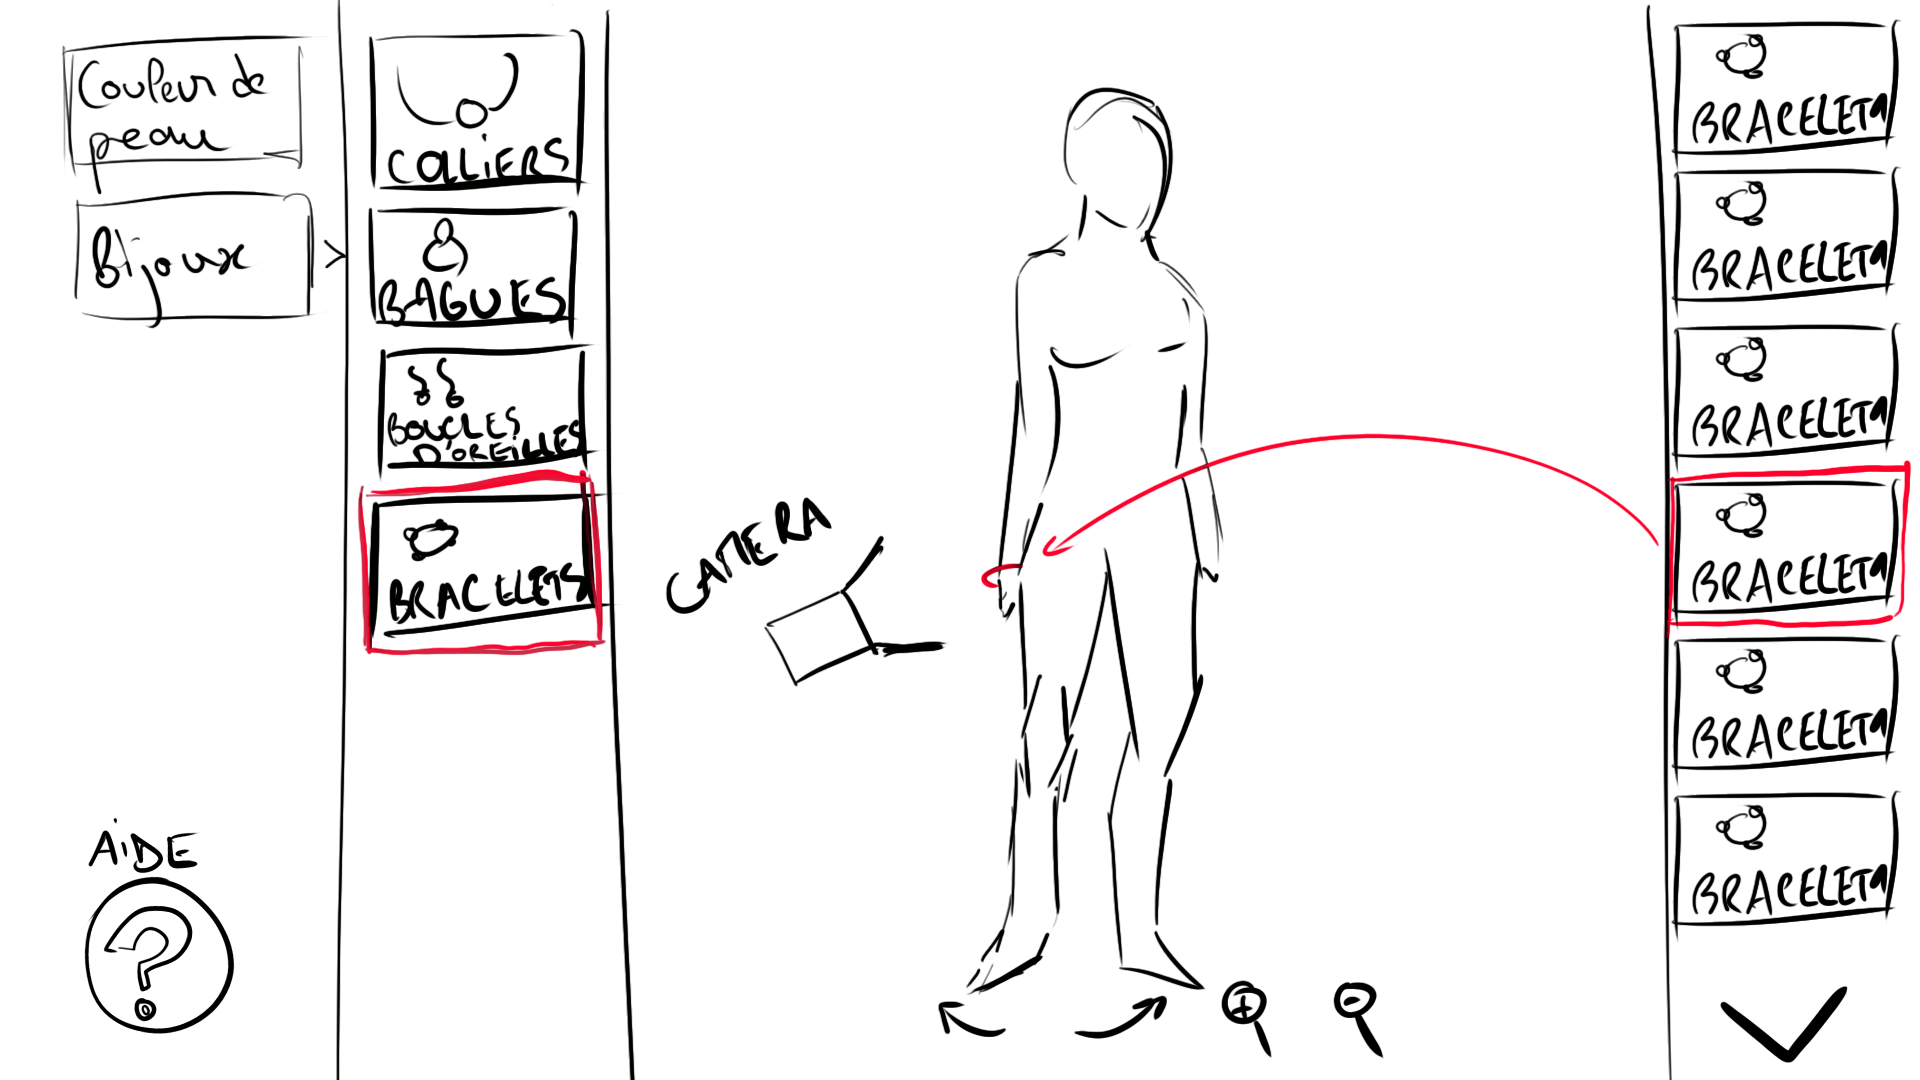 Couleur de
peau
Bijoux
>
COLLIERS
BAGUES
BOUCLES
D'OREILLES
BRACELETS
AIDE
?
CAMERA
+
-
BRACELET1
BRACELET1
BRACELET1
BRACELET1
BRACELET1
BRACELET1